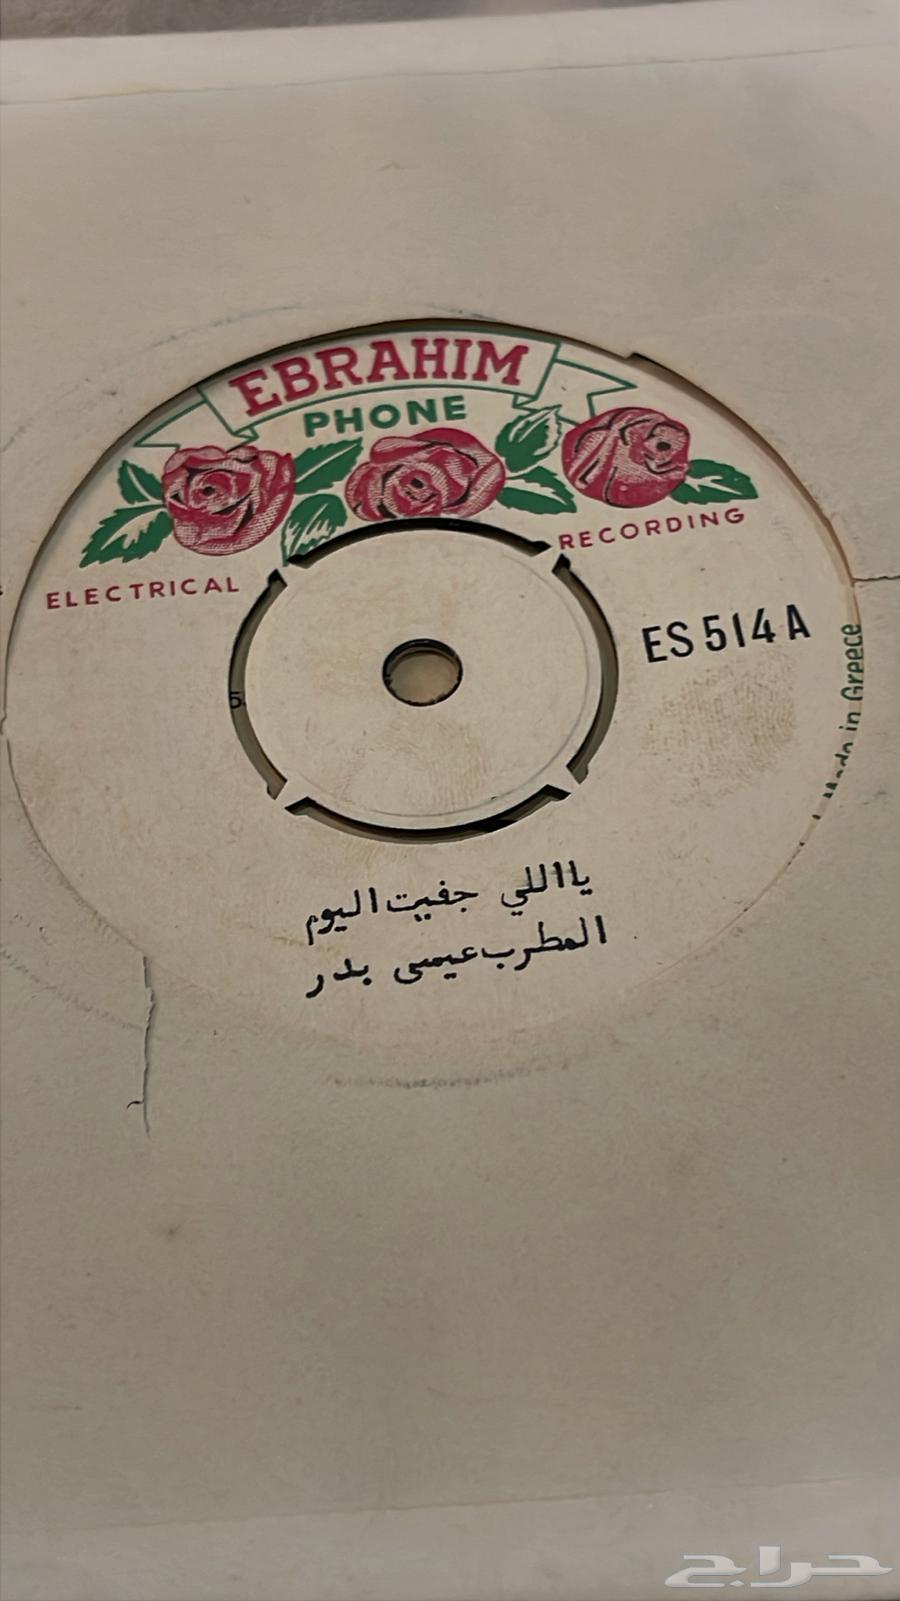 EBRAHIM
PHONE
ELECTRICAL
RECORDING
ES 514 A
Made in Greece
يااللي جفيت اليوم
المطرب عيسى بدر
حراج